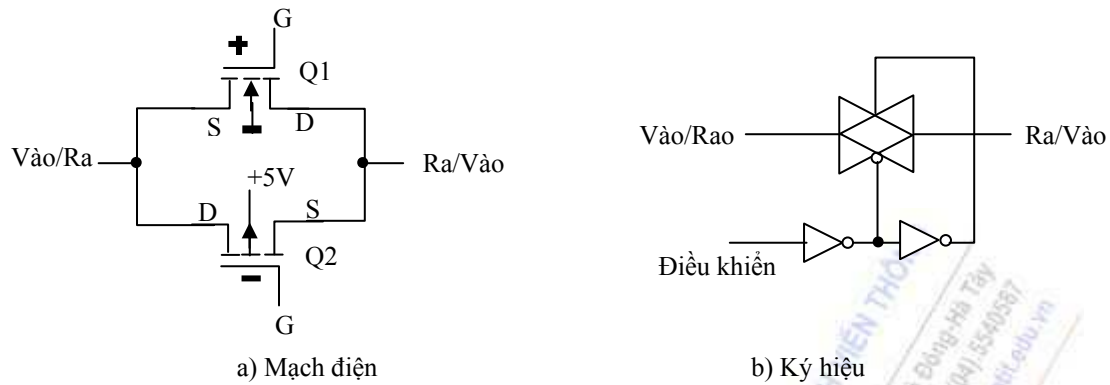 G
Q1
S
D
Vào/Ra
Ra/Vào
+5V
D
S
Q2
G
a) Mạch điện
Vào/Rao
Ra/Vào
Điều khiển
b) Ký hiệu